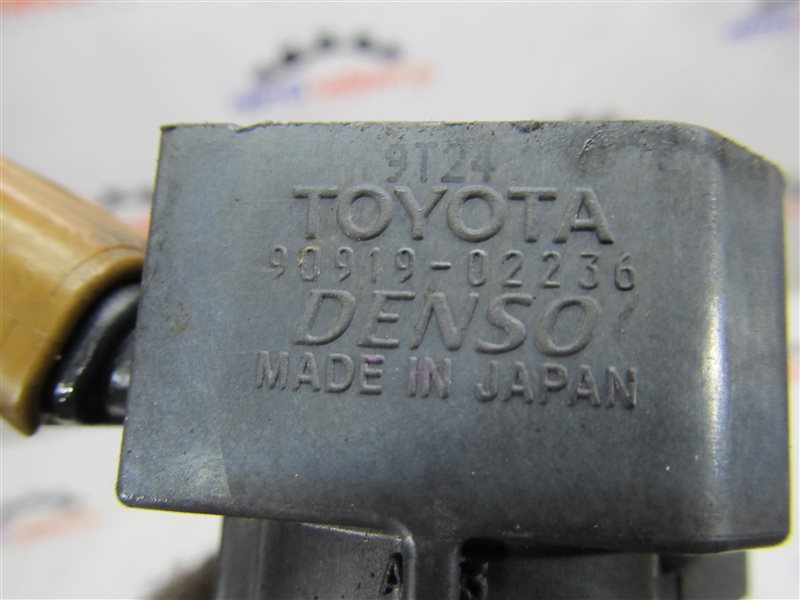 9T24
TOYOTA
90919-02236
DENSO
MADE IN JAPAN